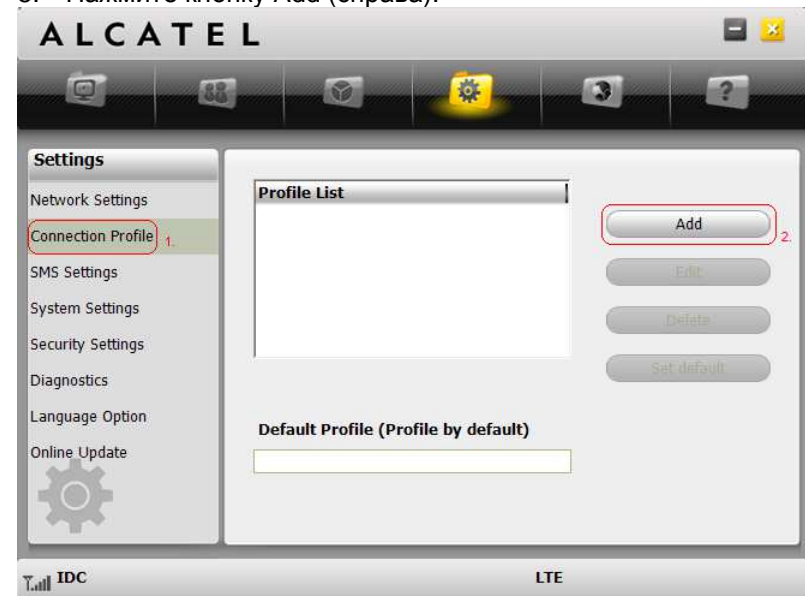 3. Нажмите кнопку Add (справа).
ALCATEL
Settings
Network Settings
Connection Profile 1.
SMS Settings
System Settings
Security Settings
Diagnostics
Language Option
Online Update
Profile List
Add 2.
Edit
Delete
Set default
Default Profile (Profile by default)
IDC
LTE